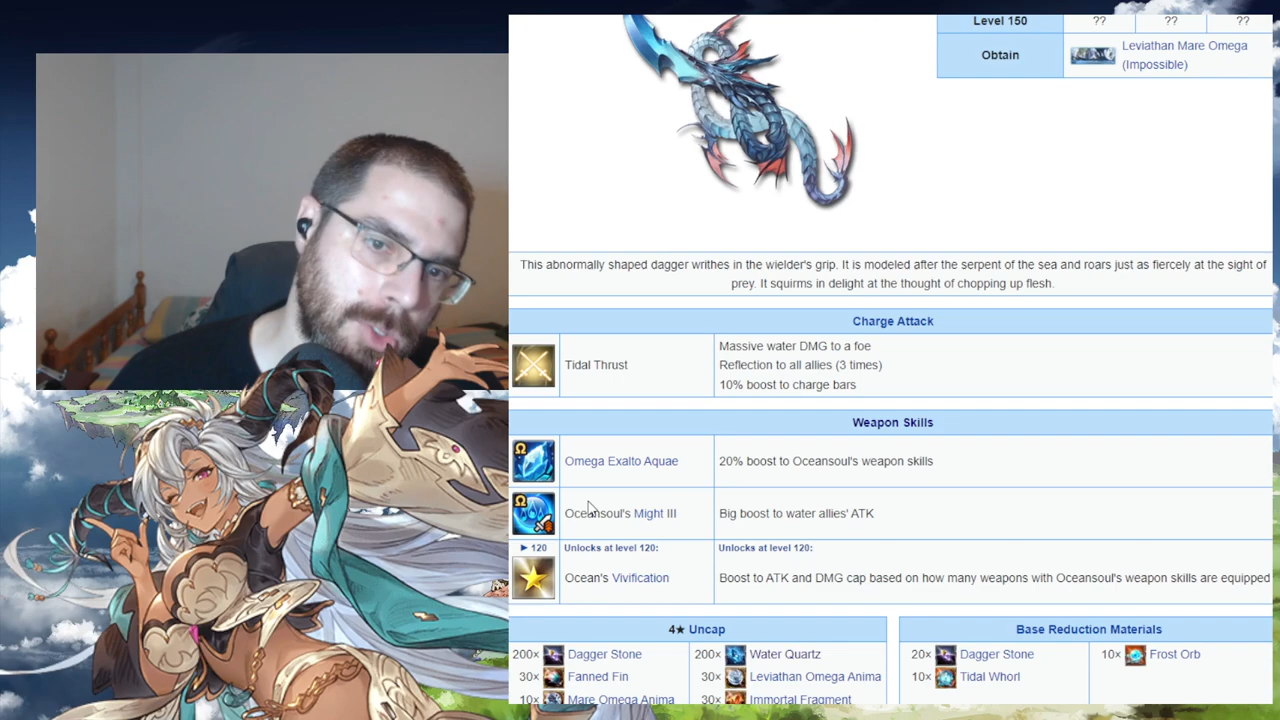 Level 150 ?? ?? ??
Obtain Leviathan Mare Omega
(Impossible)
This abnormally shaped dagger writhes in the wielder's grip. It is modeled after the serpent of the sea and roars just as fiercely at the sight of
prey. It squirms in delight at the thought of chopping up flesh.
Charge Attack
Tidal Thrust
Massive water DMG to a foe
Reflection to all allies (3 times)
10% boost to charge bars
Weapon Skills
Ω Omega Exalto Aquae 20% boost to Oceansoul's weapon skills
Ω Oceansoul's Might III Big boost to water allies' ATK
►120 Unlocks at level 120: Unlocks at level 120:
Ocean's Vivification Boost to ATK and DMG cap based on how many weapons with Oceansoul's weapon skills are equipped
4★ Uncap Base Reduction Materials
200x Dagger Stone 200x Water Quartz 20x Dagger Stone 10x Frost Orb
30x Fanned Fin 30x Leviathan Omega Anima 10x Tidal Whorl
10x Mare Omega Anima 30x Immortal Fragment